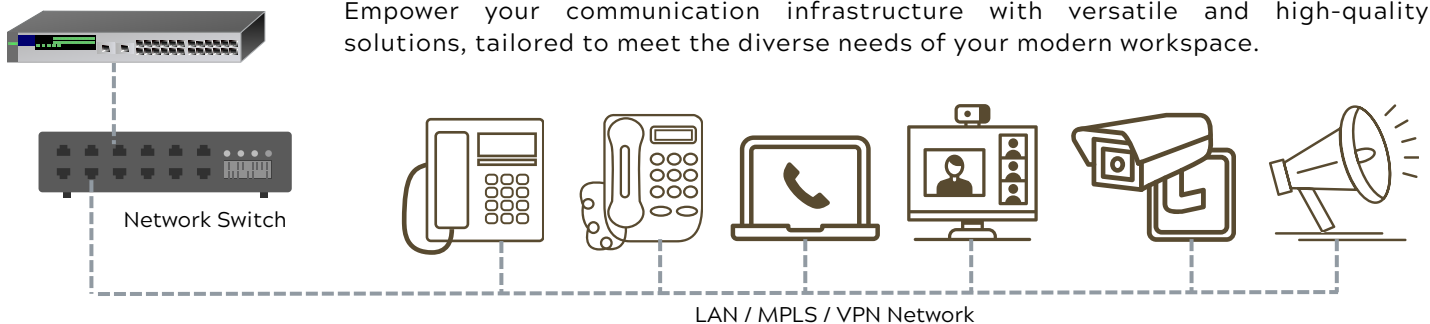 Empower your communication infrastructure with versatile and high-quality
solutions, tailored to meet the diverse needs of your modern workspace.
Network Switch
LAN / MPLS / VPN Network